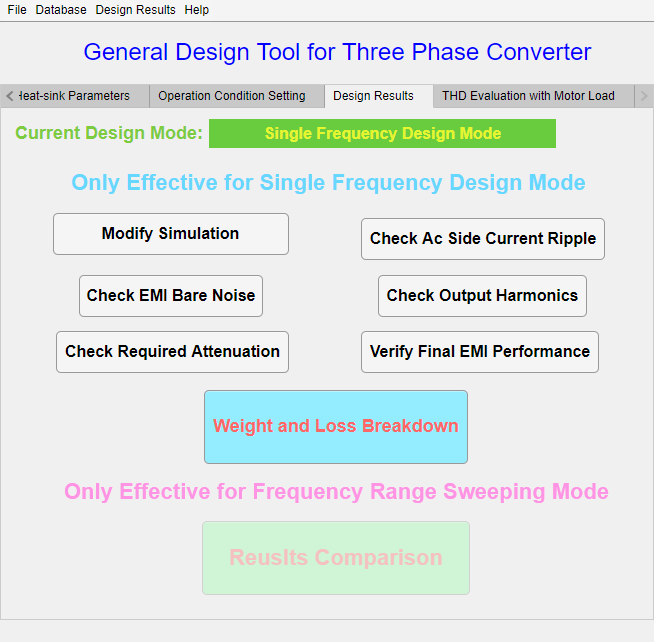 File Database Design Results Help
General Design Tool for Three Phase Converter
Heat-sink Parameters Operation Condition Setting Design Results THD Evaluation with Motor Load
Current Design Mode: Single Frequency Design Mode
Only Effective for Single Frequency Design Mode
Modify Simulation Check Ac Side Current Ripple
Check EMI Bare Noise Check Output Harmonics
Check Required Attenuation Verify Final EMI Performance
Weight and Loss Breakdown
Only Effective for Frequency Range Sweeping Mode
Reuslts Comparison